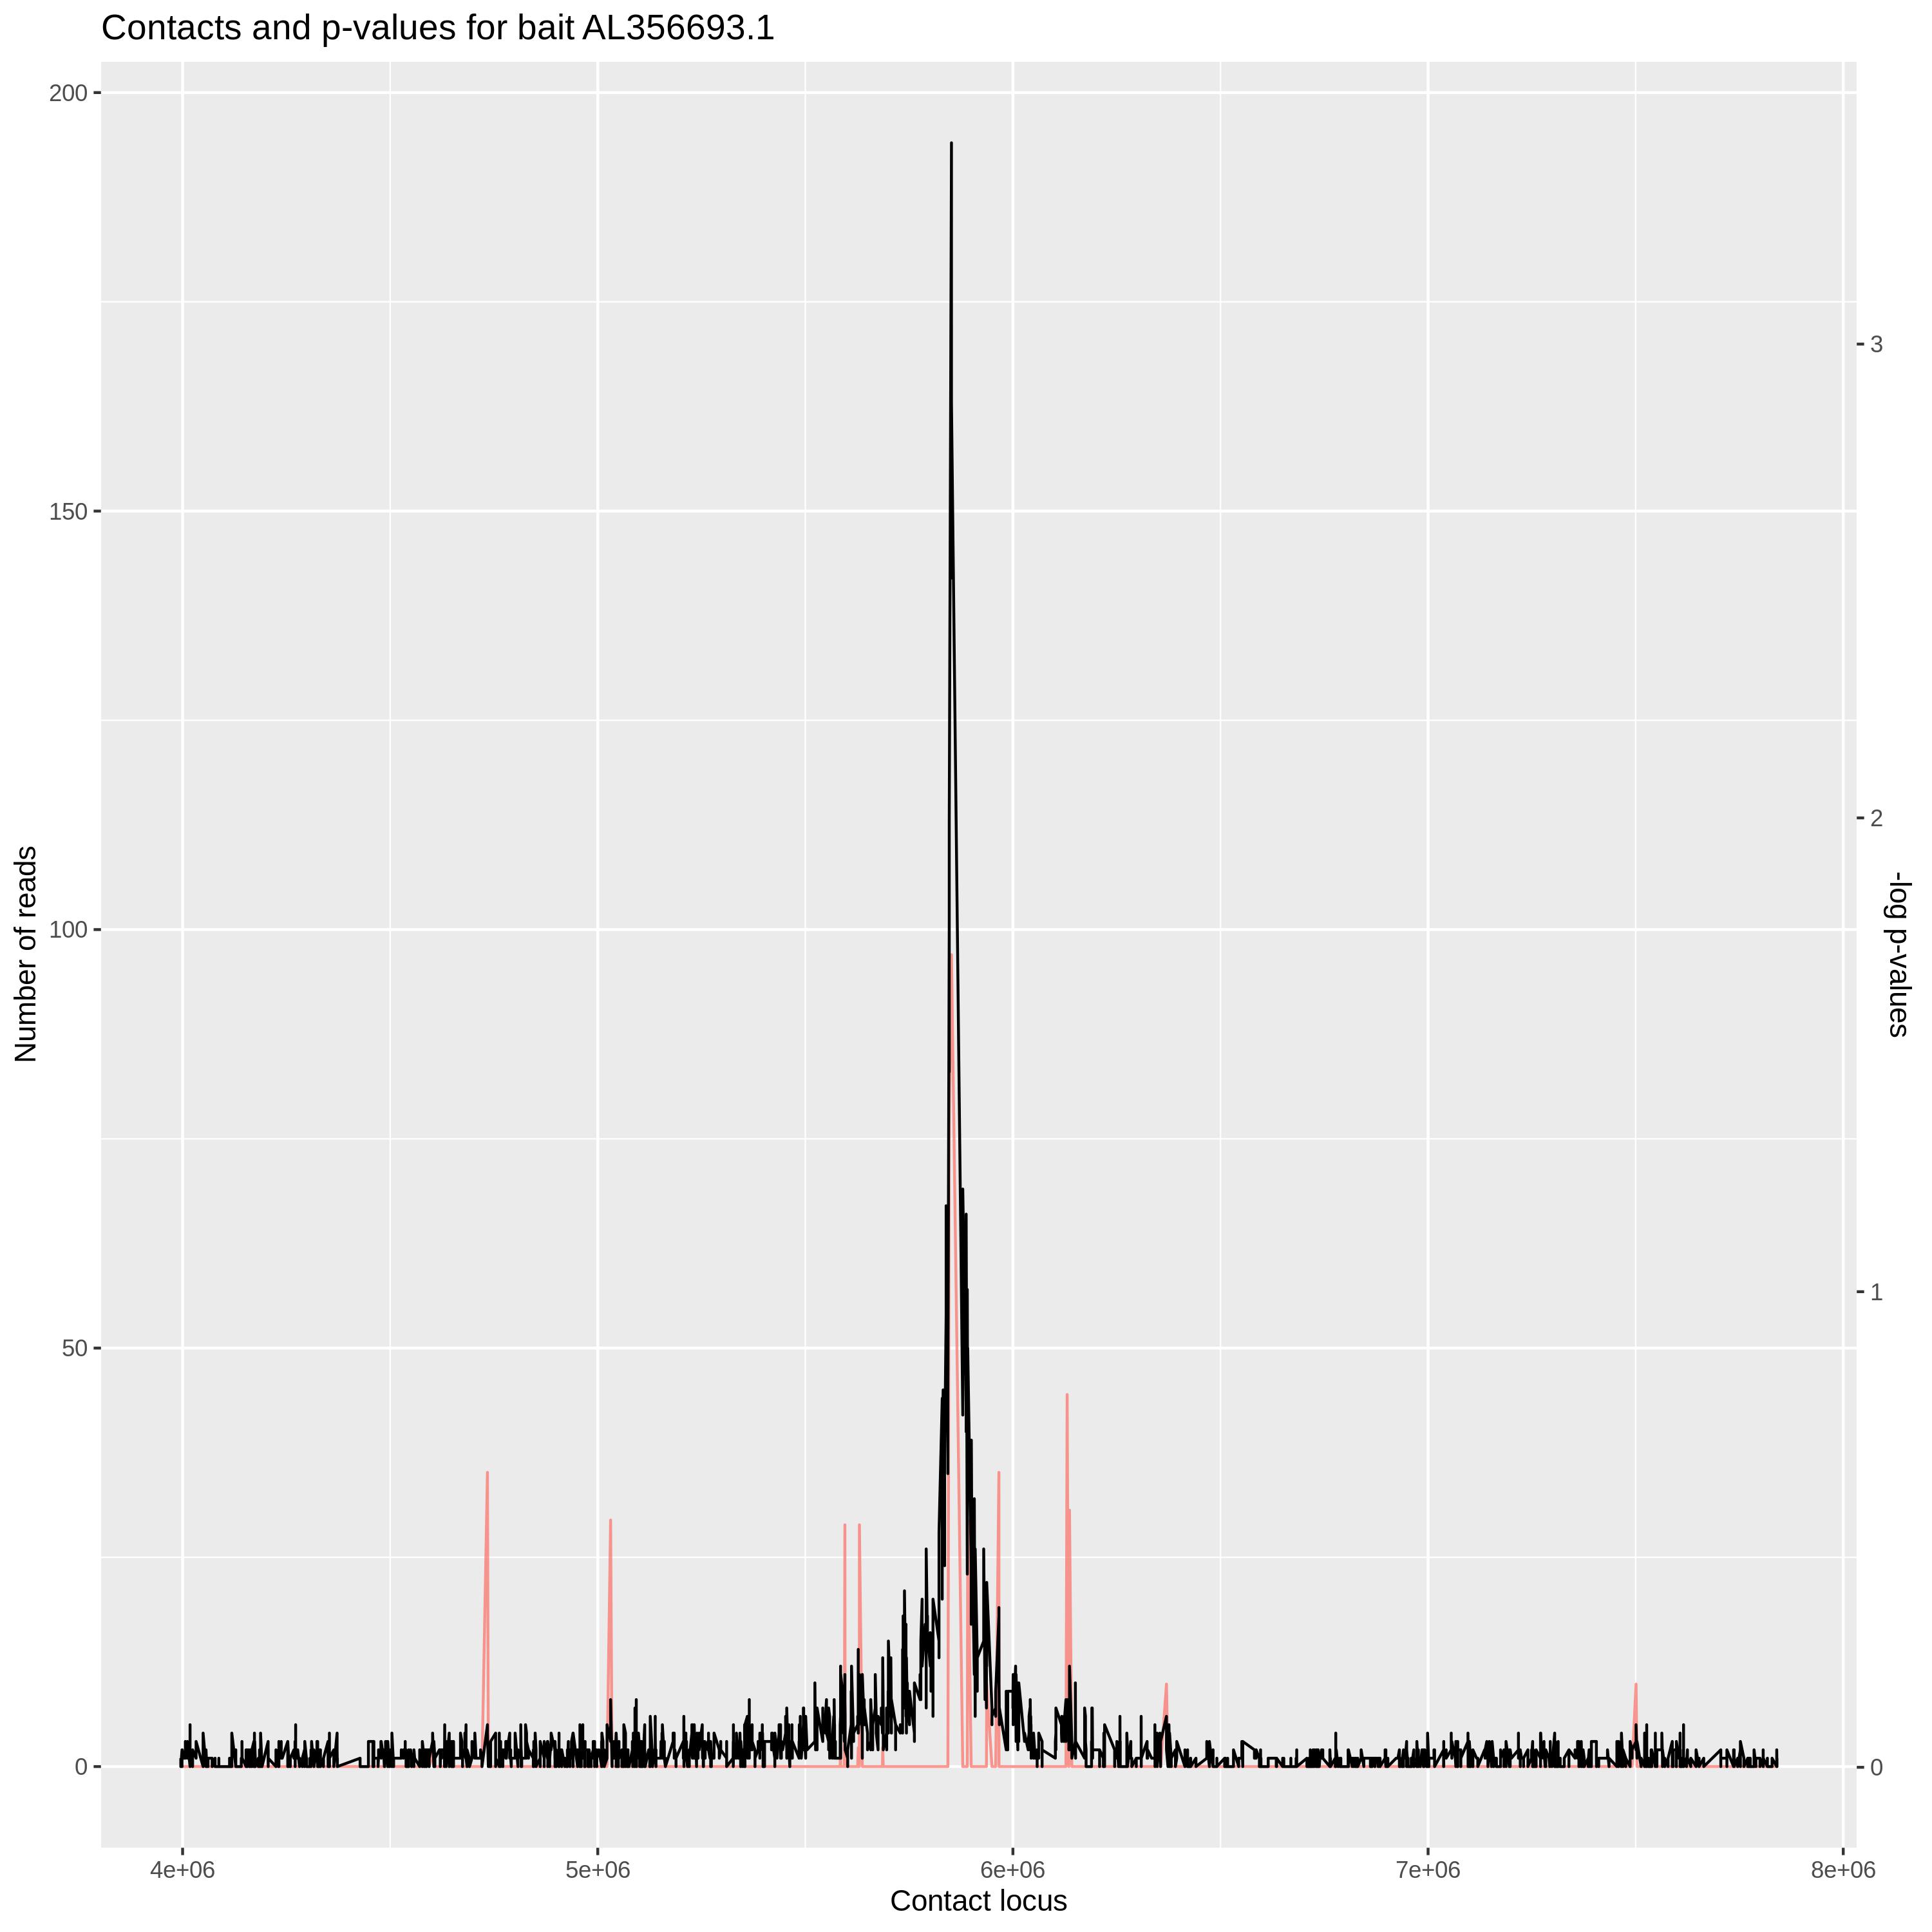 Contacts and p-values for bait AL356693.1
200
150
100
50
0
Number of reads
3
2
1
0
-log p-values
4e+06 5e+06 6e+06 7e+06 8e+06
Contact locus